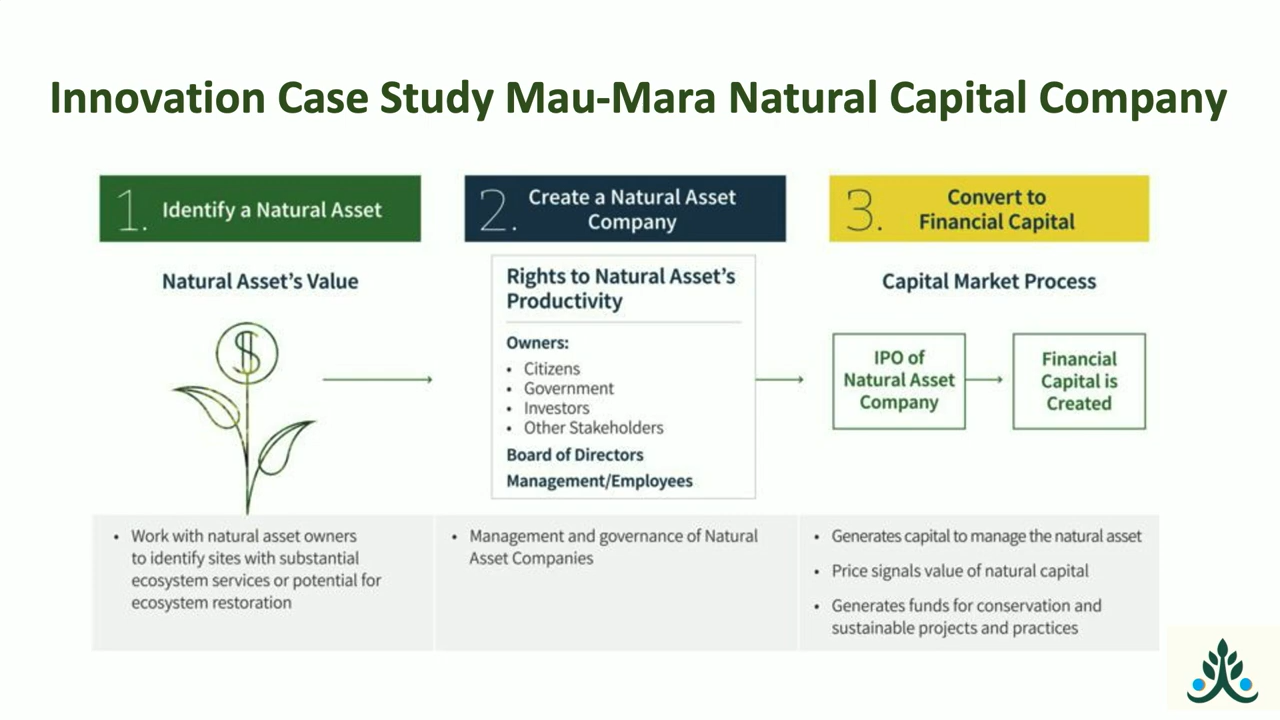 Innovation Case Study Mau-Mara Natural Capital Company
1.
Identify a Natural Asset
Natural Asset's Value
$
• Work with natural asset owners
to identify sites with substantial
ecosystem services or potential for
ecosystem restoration
2.
Create a Natural Asset
Company
Rights to Natural Asset's
Productivity
Owners:
• Citizens
• Government
• Investors
• Other Stakeholders
Board of Directors
Management/Employees
• Management and governance of Natural
Asset Companies
3.
Convert to
Financial Capital
Capital Market Process
IPO of
Natural Asset
Company
Financial
Capital is
Created
• Generates capital to manage the natural asset
• Price signals value of natural capital
• Generates funds for conservation and
sustainable projects and practices